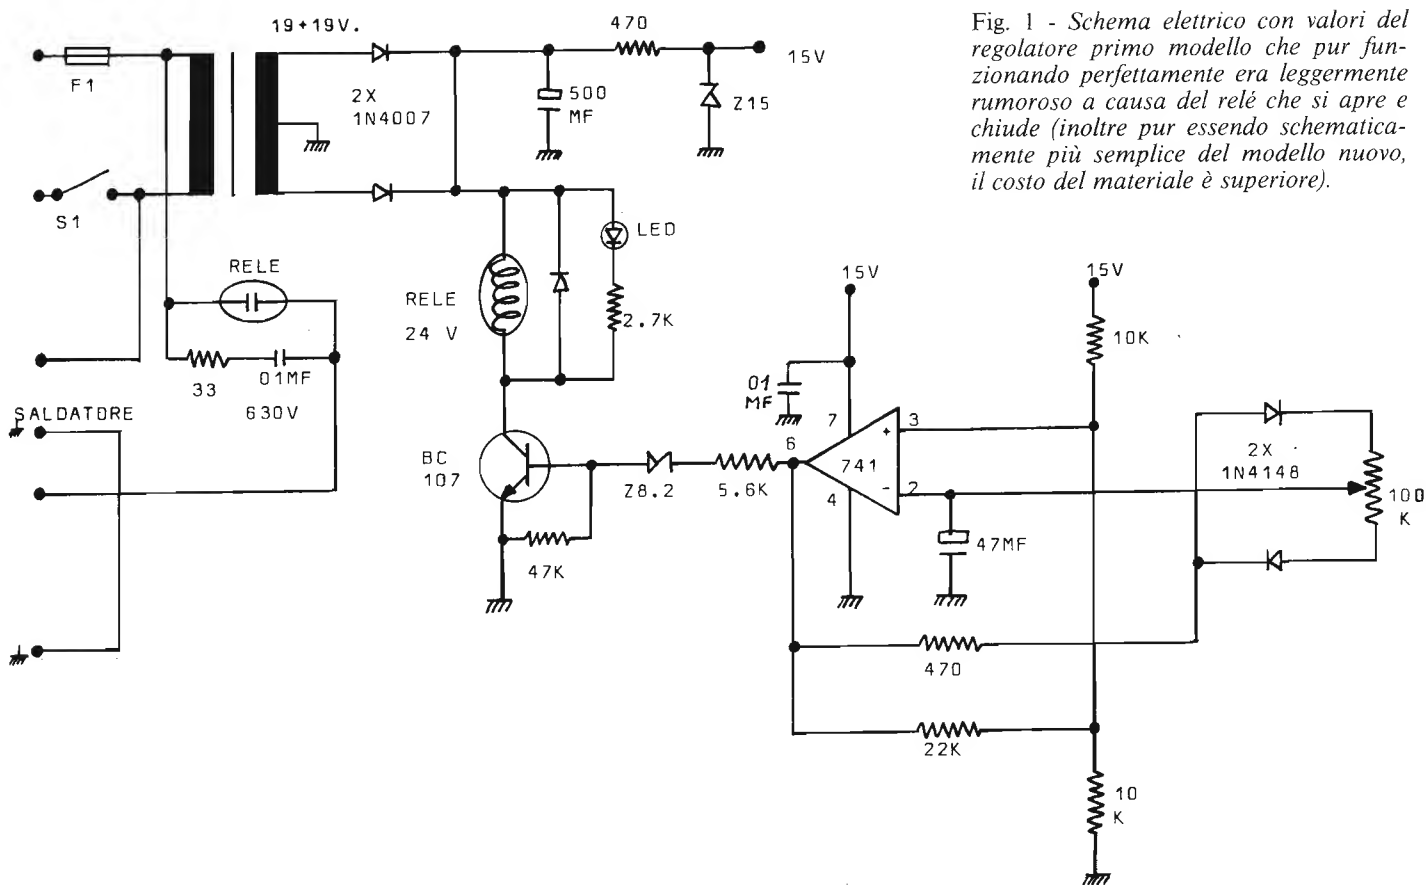 Fig. 1 - Schema elettrico con valori del
regolatore primo modello che pur fun-
zionando perfettamente era leggermente
rumoroso a causa del relé che si apre e
chiude (inoltre pur essendo schematica-
mente più semplice del modello nuovo,
il costo del materiale è superiore).
19+19V.
470
15V
F1
2X
1N4007
500
MF
Z15
S1
LED
RELE
RELE
24 V
2.7K
15V
15V
10K
33
01MF
630V
01
MF
SALDATORE
7
3
+
6
741
2X
1N4148
BC
107
Z8.2
5.6K
4
-
2
100
K
47MF
47K
470
22K
10
K